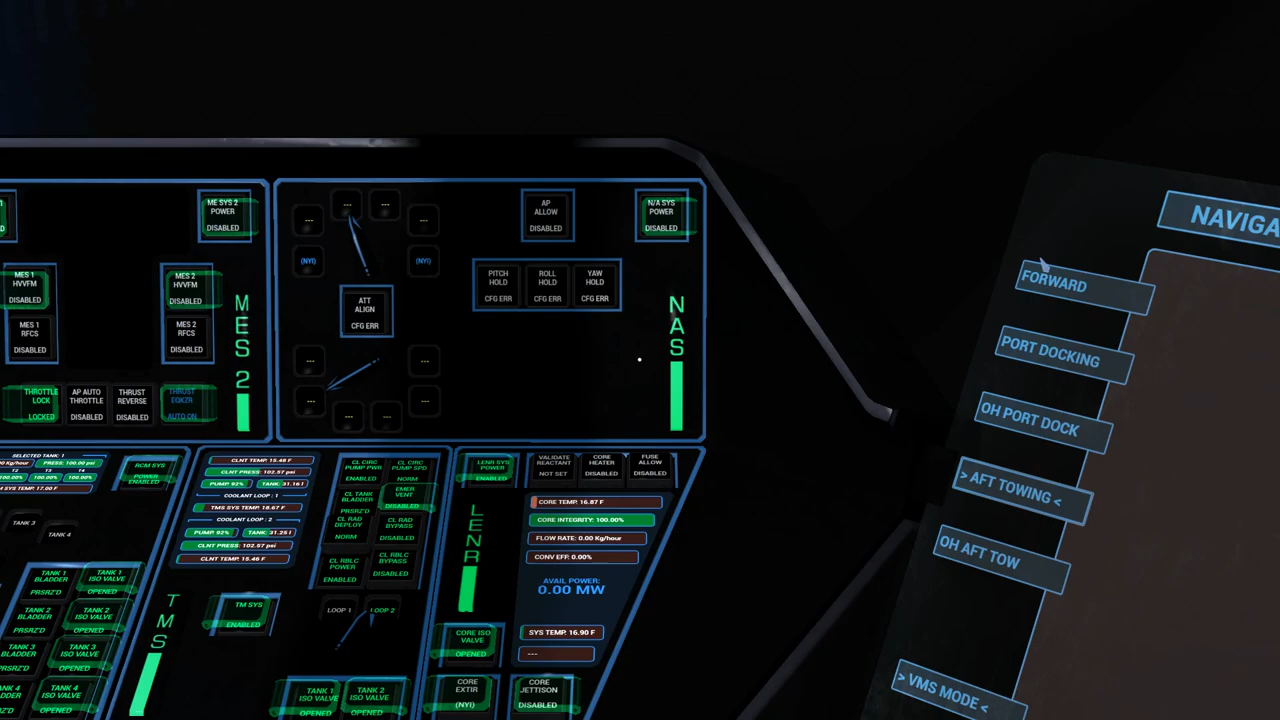 ME SYS 2
POWER
DISABLED
MES 1
HVVFM
DISABLED
MES 2
HVVFM
DISABLED
MES 1
RFCS
DISABLED
MES 2
RFCS
DISABLED
THROTTLE
LOCK
LOCKED
AP AUTO
THROTTLE
DISABLED
THRUST
REVERSE
DISABLED
THRUST
EQKZR
AUTO ON
MES 2
---
---
---
---
---
(NYI)
(NYI)
ATT
ALIGN
CFG ERR
---
---
---
---
---
---
AP
ALLOW
DISABLED
N/A SYS
POWER
DISABLED
PITCH
HOLD
CFG ERR
ROLL
HOLD
CFG ERR
YAW
HOLD
CFG ERR
NAS
SELECTED TANK: 1
PRESS: 100.00 psi
T2
T3
T4
100.00%
100.00%
100.00%
RCM SYS
POWER
ENABLED
TANK 3
TANK 4
TANK 1
BLADDER
PRSRZ'D
TANK 1
ISO VALVE
OPENED
TANK 2
BLADDER
PRSRZ'D
TANK 2
ISO VALVE
OPENED
TANK 3
BLADDER
PRSRZ'D
TANK 3
ISO VALVE
OPENED
TANK 4
ISO VALVE
OPENED
TMS
CLNT TEMP: 15.46 F
CLNT PRESS: 102.57 psi
PUMP: 92%
TANK: 31.16 l
COOLANT LOOP : 1
TMS SYS TEMP: 16.67 F
COOLANT LOOP : 2
PUMP: 92%
TANK: 31.25 l
CLNT PRESS: 102.57 psi
CLNT TEMP: 15.46 F
TM SYS
ENABLED
CL CIRC
PUMP PWR
ENABLED
CL CIRC
PUMP SPD
NORM
CL TANK
BLADDER
PRSRZ'D
EMER
VENT
DISABLED
CL RAD
DEPLOY
NORM
CL RAD
BYPASS
DISABLED
CL RBLC
POWER
ENABLED
CL RBLC
BYPASS
DISABLED
LOOP 1
LOOP 2
TANK 1
ISO VALVE
OPENED
TANK 2
ISO VALVE
OPENED
LENR SYS
POWER
ENABLED
VALIDATE
REACTANT
NOT SET
CORE
HEATER
DISABLED
FUSE
ALLOW
DISABLED
LENR
CORE TEMP: 16.87 F
CORE INTEGRITY: 100.00%
FLOW RATE: 0.00 Kg/hour
CONV EFF: 0.00%
AVAIL POWER:
0.00 MW
SYS TEMP: 16.90 F
---
CORE ISO
VALVE
OPENED
CORE
EXTIR
(NYI)
CORE
JETTISON
DISABLED
NAVIGA
FORWARD
PORT DOCKING
OH PORT DOCK
> AFT TOWING <
OH AFT TOW
> VMS MODE <